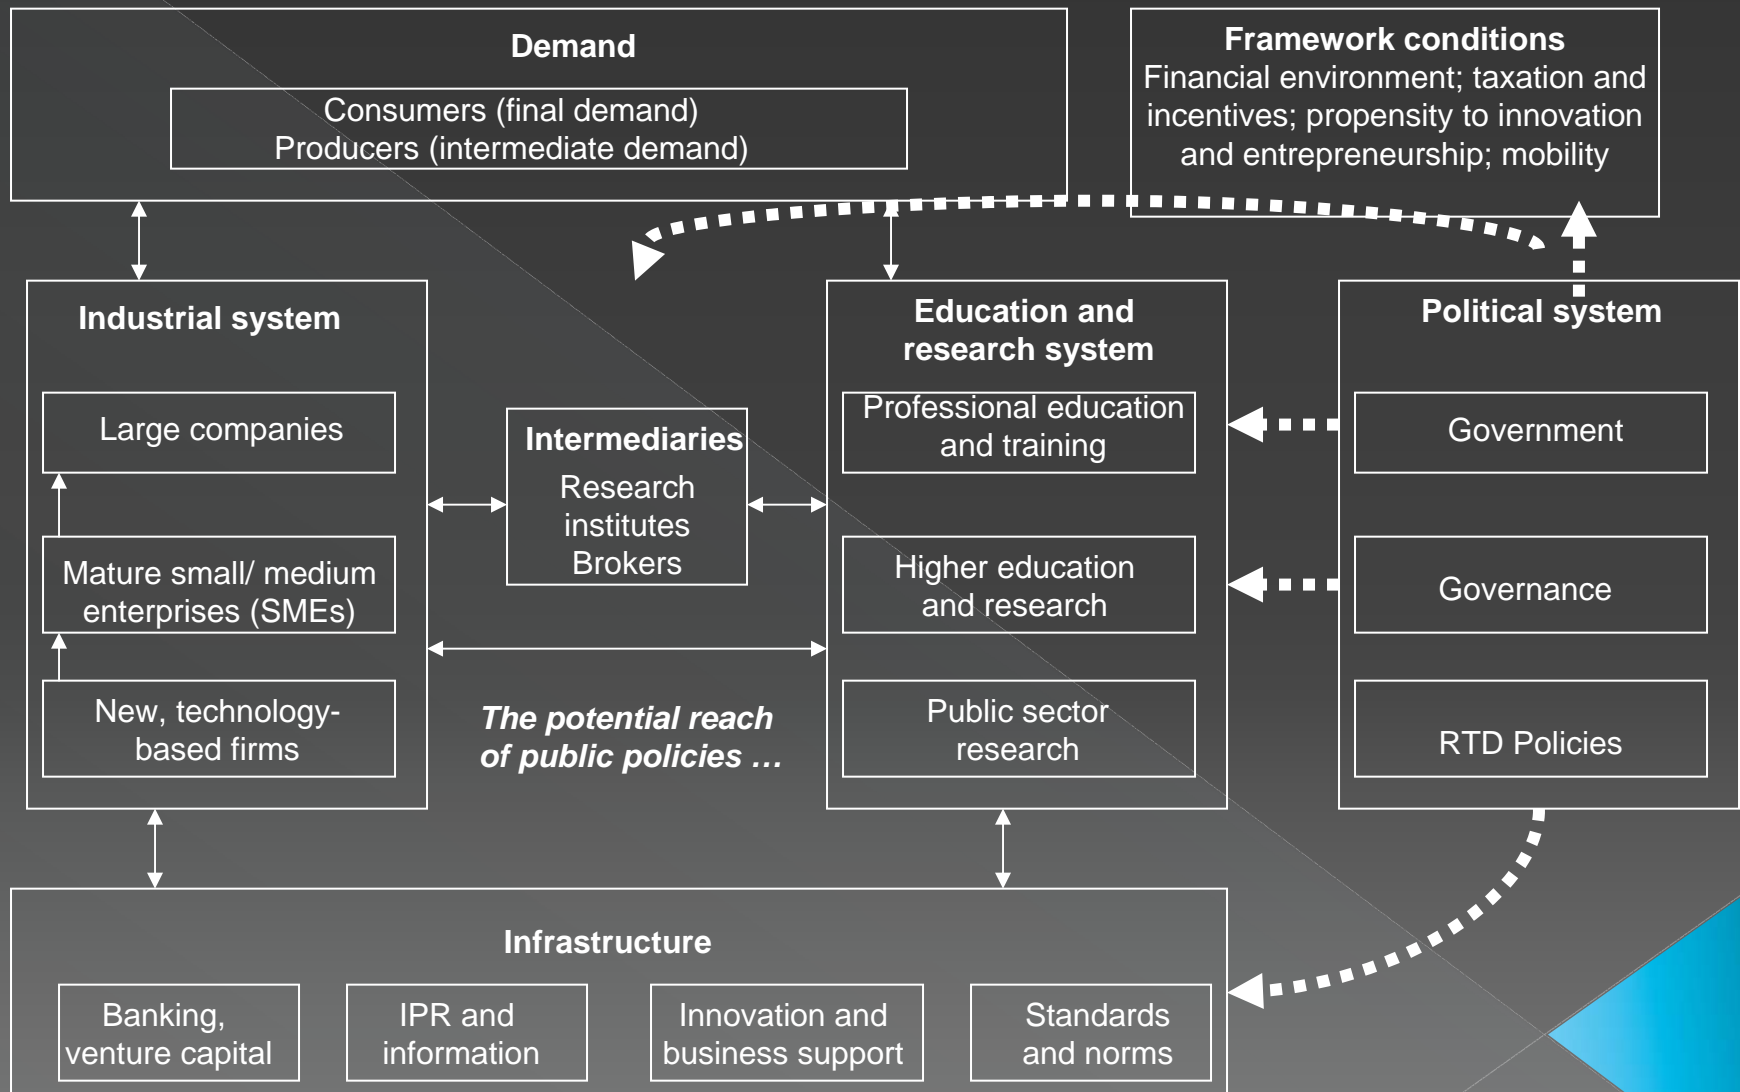 Demand
Consumers (final demand)
Producers (intermediate demand)
Framework conditions
Financial environment; taxation and
incentives; propensity to innovation
and entrepreneurship; mobility
Industrial system
Large companies
Mature small/ medium
enterprises (SMEs)
New, technology-
based firms
Intermediaries
Research
institutes
Brokers
The potential reach
of public policies …
Education and
research system
Professional education
and training
Higher education
and research
Public sector
research
Political system
Government
Governance
RTD Policies
Infrastructure
Banking,
venture capital
IPR and
information
Innovation and
business support
Standards
and norms